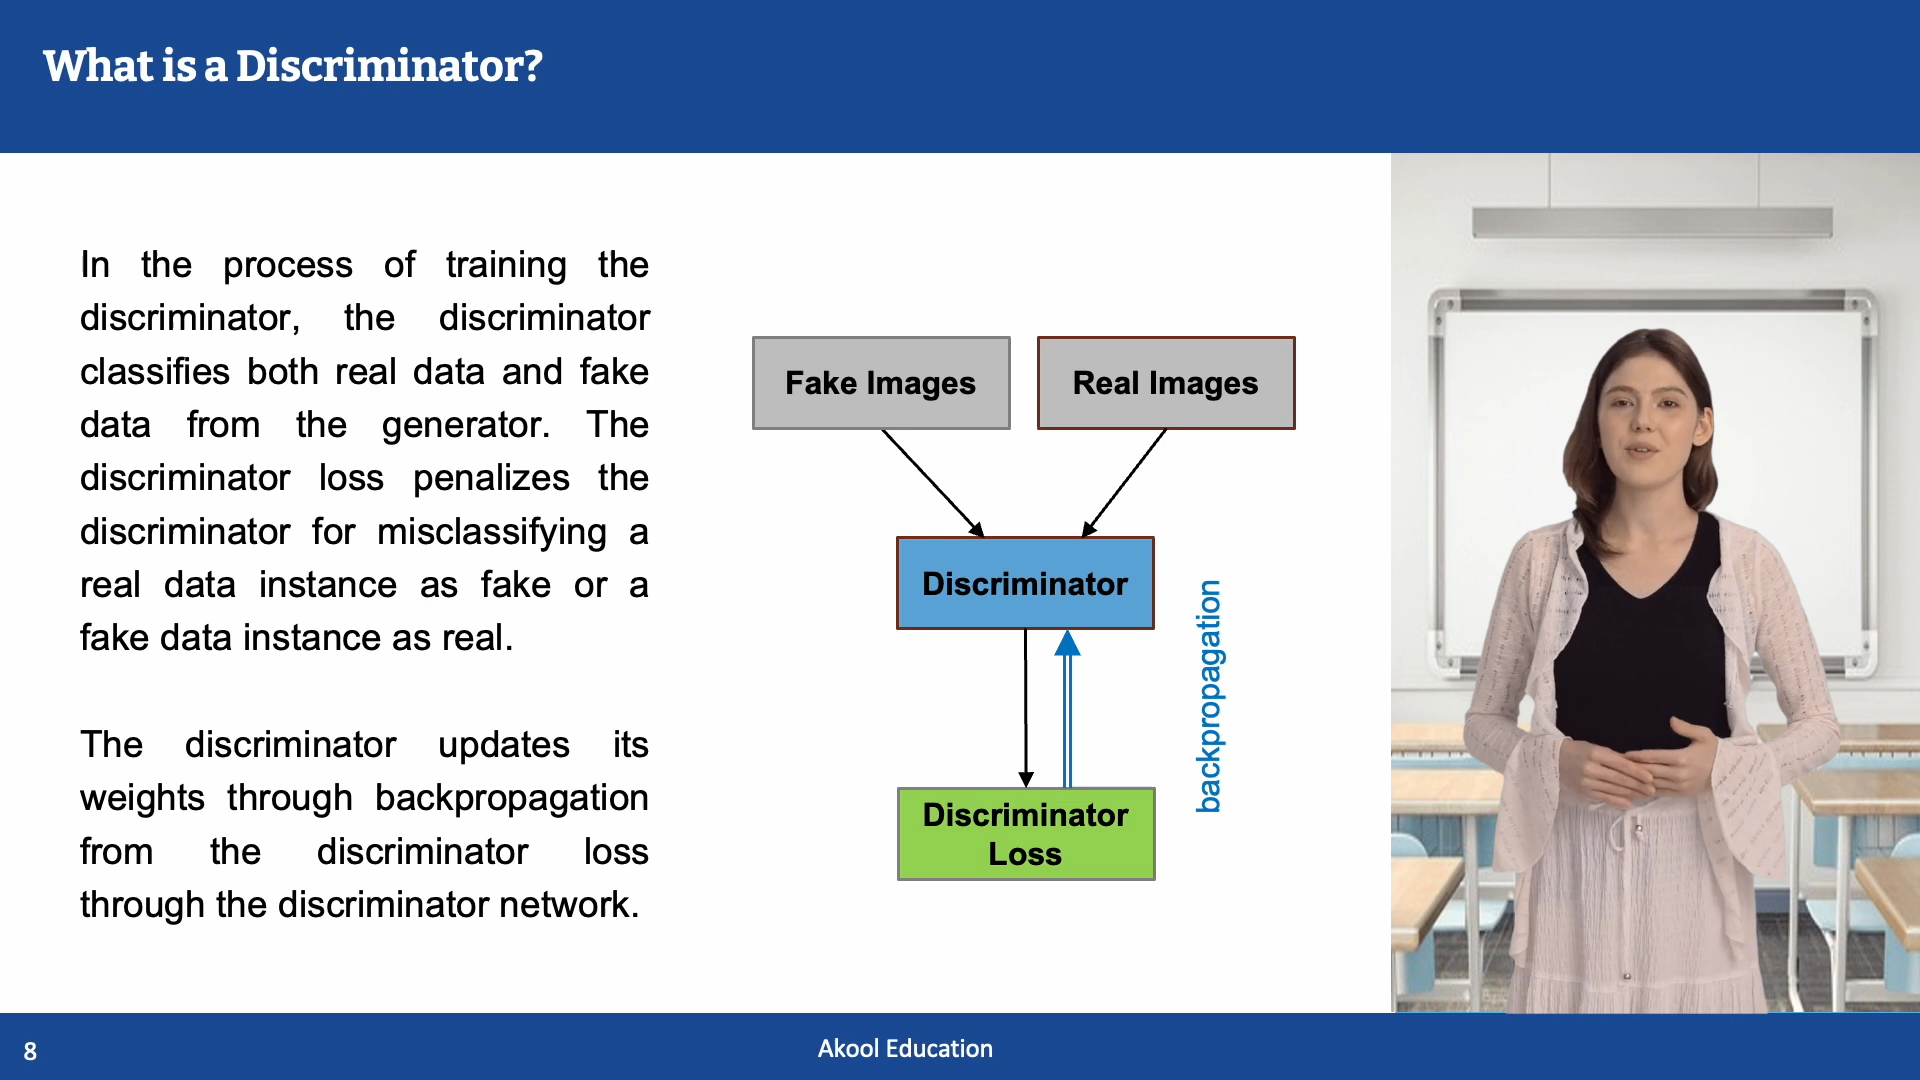 What is a Discriminator?
In the process of training the
discriminator, the discriminator
classifies both real data and fake
data from the generator. The
discriminator loss penalizes the
discriminator for misclassifying a
real data instance as fake or a
fake data instance as real.
The discriminator updates its
weights through backpropagation
from the discriminator loss
through the discriminator network.
Fake Images
Real Images
Discriminator
backpropagation
Discriminator
Loss
8
Akool Education